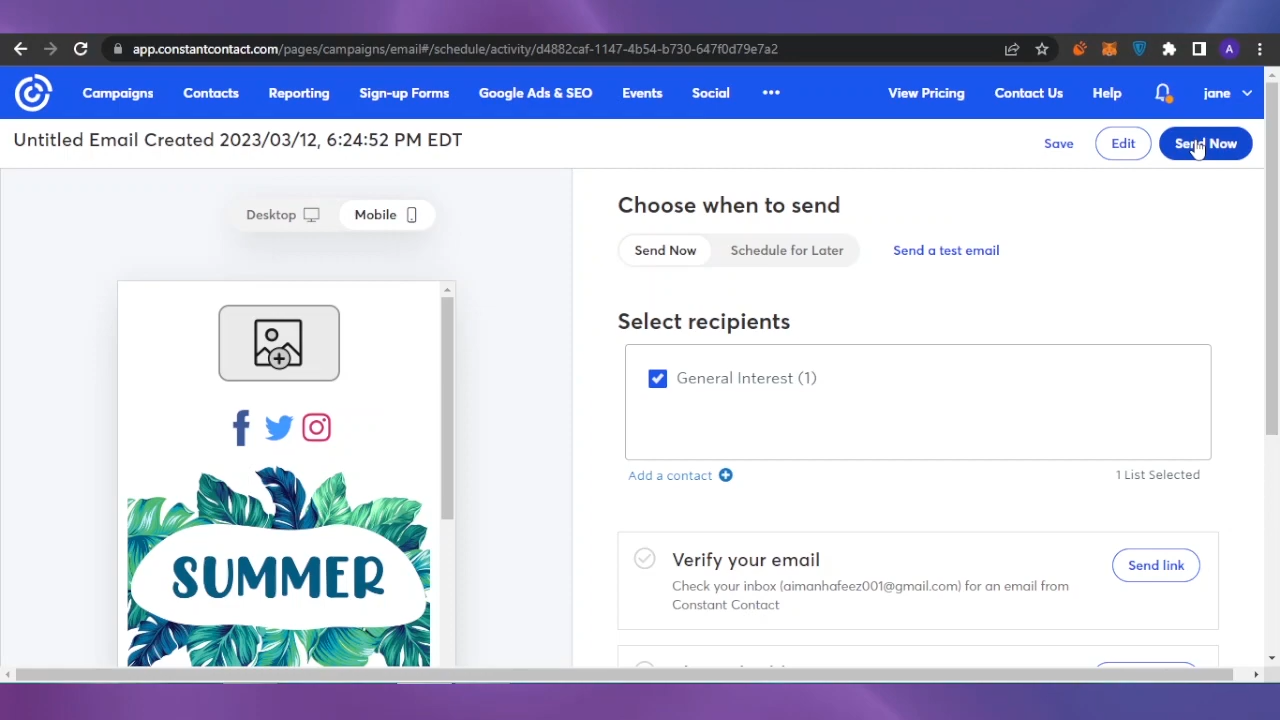 app.constantcontact.com/pages/campaigns/email#/schedule/activity/d4882caf-1147-4b54-b730-647f0d79e7a2
A
Campaigns Contacts Reporting Sign-up Forms Google Ads & SEO Events Social ••• View Pricing Contact Us Help jane
Untitled Email Created 2023/03/12, 6:24:52 PM EDT
Save Edit Send Now
Desktop Mobile
Choose when to send
Send Now Schedule for Later Send a test email
Select recipients
General Interest (1)
Add a contact
1 List Selected
SUMMER
Verify your email
Check your inbox (aimanhafeez001@gmail.com) for an email from
Constant Contact
Send link